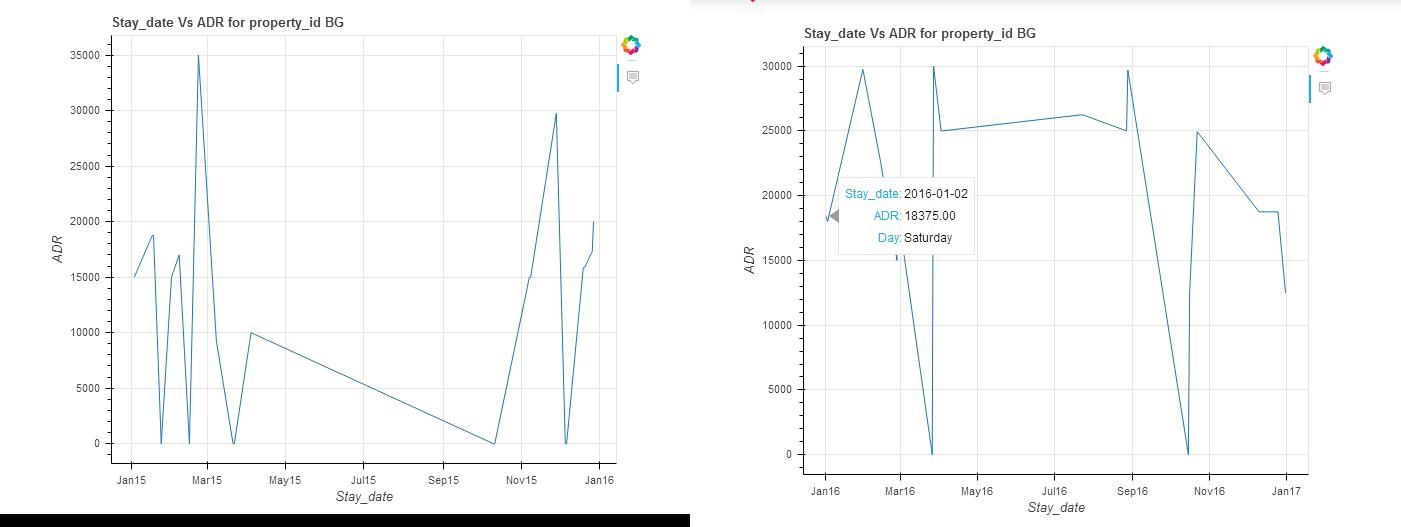 Stay_date Vs ADR for property_id BG
35000
30000
25000
20000
15000
10000
5000
0
ADR
Jan15 Mar15 May15 Jul15 Sep15 Nov15 Jan16
Stay_date
Stay_date Vs ADR for property_id BG
30000
25000
20000
15000
10000
5000
0
ADR
Stay_date: 2016-01-02
ADR: 18375.00
Day: Saturday
Jan16 Mar16 May16 Jul16 Sep16 Nov16 Jan17
Stay_date